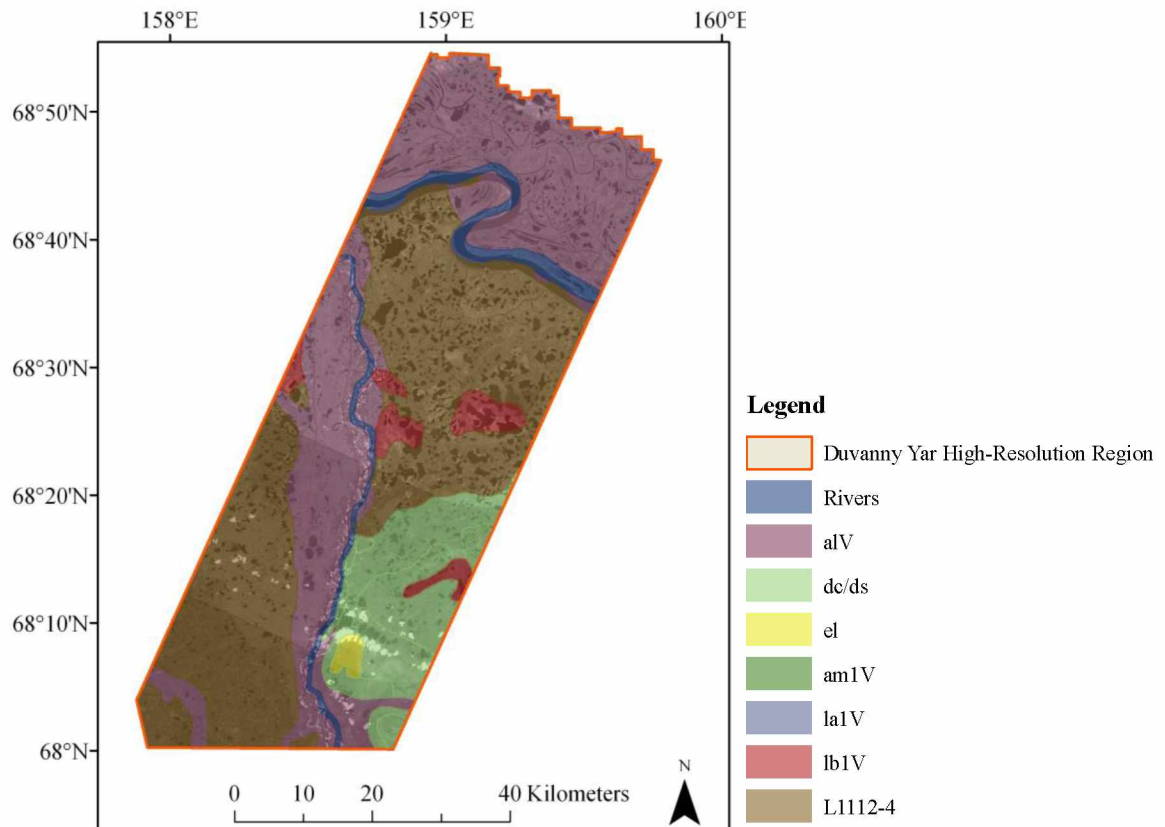 158°E 159°E 160°E
68°50'N
68°40'N
68°30'N
68°20'N
68°10'N
68°N
0 10 20 40 Kilometers
N
Legend
Duvanny Yar High-Resolution Region
Rivers
alV
dc/ds
el
am1V
la1V
lb1V
L1112-4